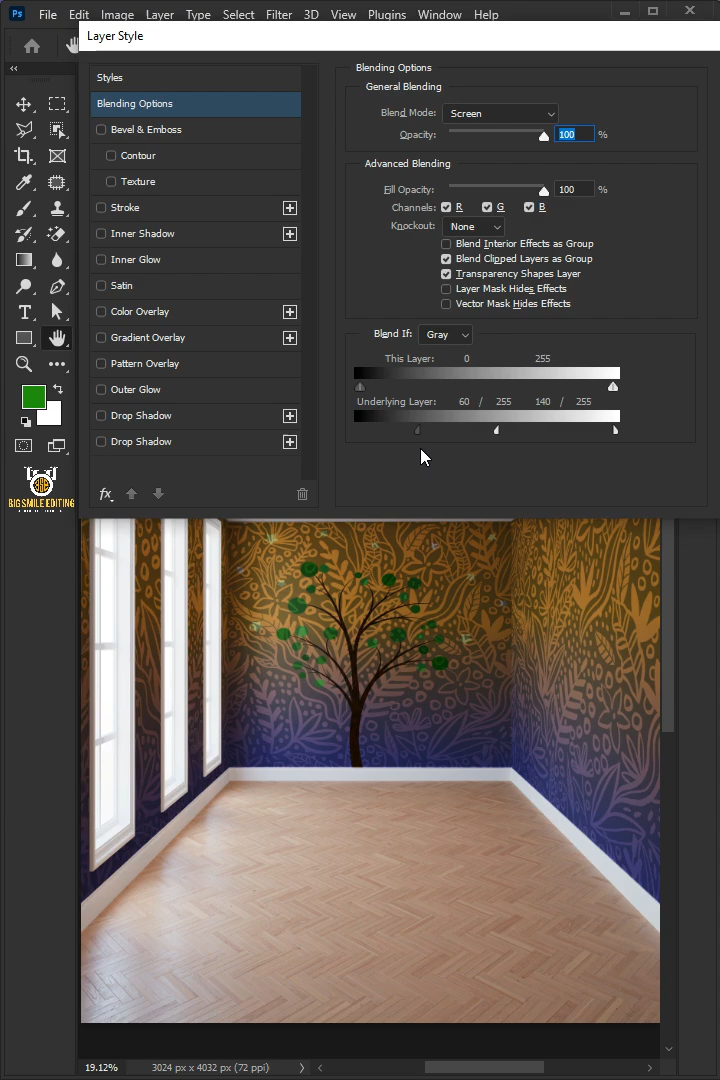 Ps File Edit Image Layer Type Select Filter 3D View Plugins Window Help
Layer Style
Styles
Blending Options
Bevel & Emboss
Contour
Texture
Stroke
Inner Shadow
Inner Glow
Satin
Color Overlay
Gradient Overlay
Pattern Overlay
Outer Glow
Drop Shadow
Drop Shadow
fx
Blending Options
General Blending
Blend Mode: Screen
Opacity: 100 %
Advanced Blending
Fill Opacity: 100 %
Channels: R G B
Knockout: None
Blend Interior Effects as Group
Blend Clipped Layers as Group
Transparency Shapes Layer
Layer Mask Hides Effects
Vector Mask Hides Effects
Blend If: Gray
This Layer: 0 255
Underlying Layer: 60 / 255 140 / 255
BIG SMILE EDITING
19.12% 3024 px x 4032 px (72 ppi)